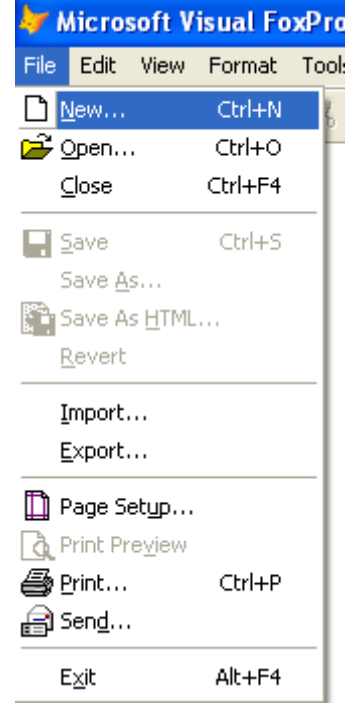 Microsoft Visual FoxPro
File Edit View Format Tools
New... Ctrl+N
Open... Ctrl+O
Close Ctrl+F4
Save Ctrl+S
Save As...
Save As HTML...
Revert
Import...
Export...
Page Setup...
Print Preview
Print... Ctrl+P
Send...
Exit Alt+F4